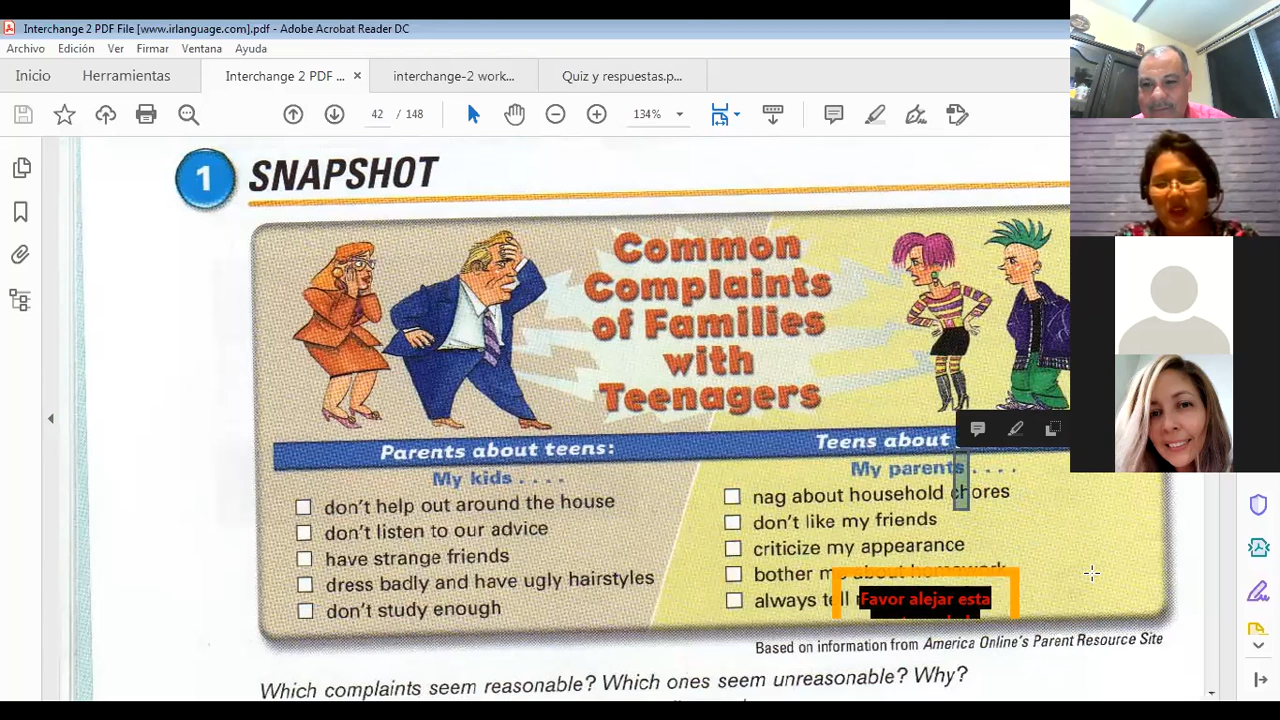 Interchange 2 PDF File [www.irlanguage.com].pdf - Adobe Acrobat Reader DC
Archivo Edición Ver Firmar Ventana Ayuda
Inicio Herramientas Interchange 2 PDF ... × interchange-2 work... Quiz y respuestas.p...
42 / 148 134%
1 SNAPSHOT
Common
Complaints
of Families
with
Teenagers
Parents about teens:
My kids . . . .
don't help out around the house
don't listen to our advice
have strange friends
dress badly and have ugly hairstyles
don't study enough
Teens about
My parents . . . .
nag about household chores
don't like my friends
criticize my appearance
bother me about homework
always tell
Favor alejar esta
Based on information from America Online's Parent Resource Site
Which complaints seem reasonable? Which ones seem unreasonable? Why?